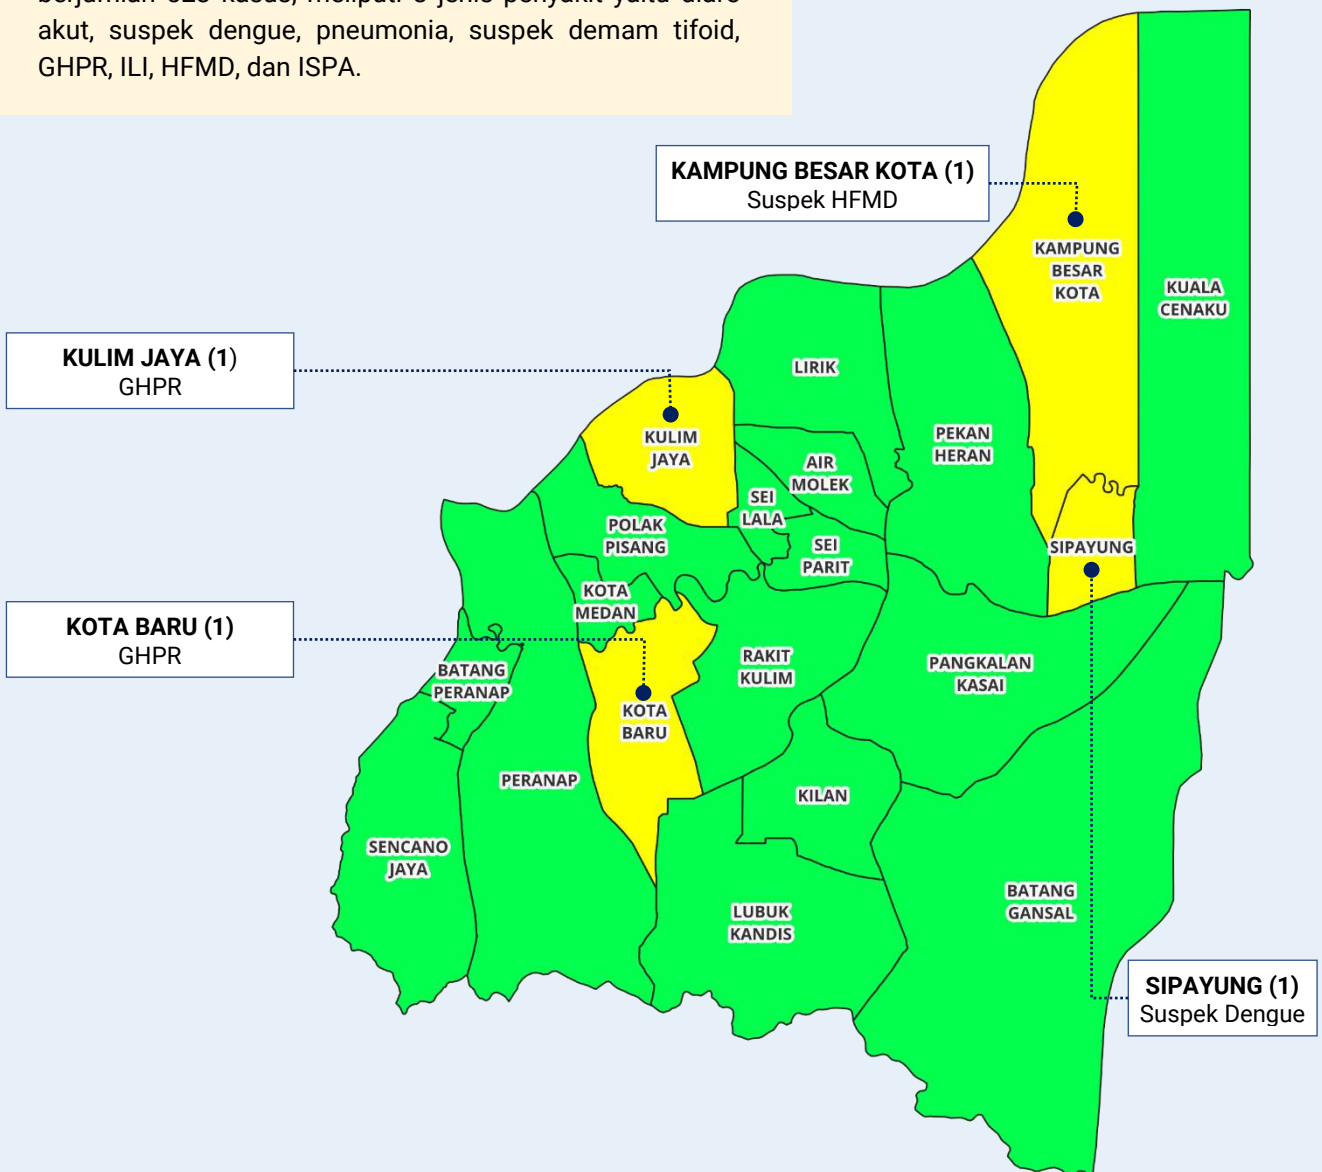 akut, suspek dengue, pneumonia, suspek demam tifoid,
GHPR, ILI, HFMD, dan ISPA.
KAMPUNG BESAR KOTA (1)
Suspek HFMD
KAMPUNG
BESAR
KOTA
KUALA
CENAKU
KULIM JAYA (1)
GHPR
LIRIK
KULIM
JAYA
PEKAN
HERAN
AIR
MOLEK
SEI
LALA
POLAK
PISANG
SEI
PARIT
SIPAYUNG
KOTA
MEDAN
KOTA BARU (1)
GHPR
BATANG
PERANAP
RAKIT
KULIM
PANGKALAN
KASAI
KOTA
BARU
PERANAP
KILAN
SENCANO
JAYA
LUBUK
KANDIS
BATANG
GANSAL
SIPAYUNG (1)
Suspek Dengue